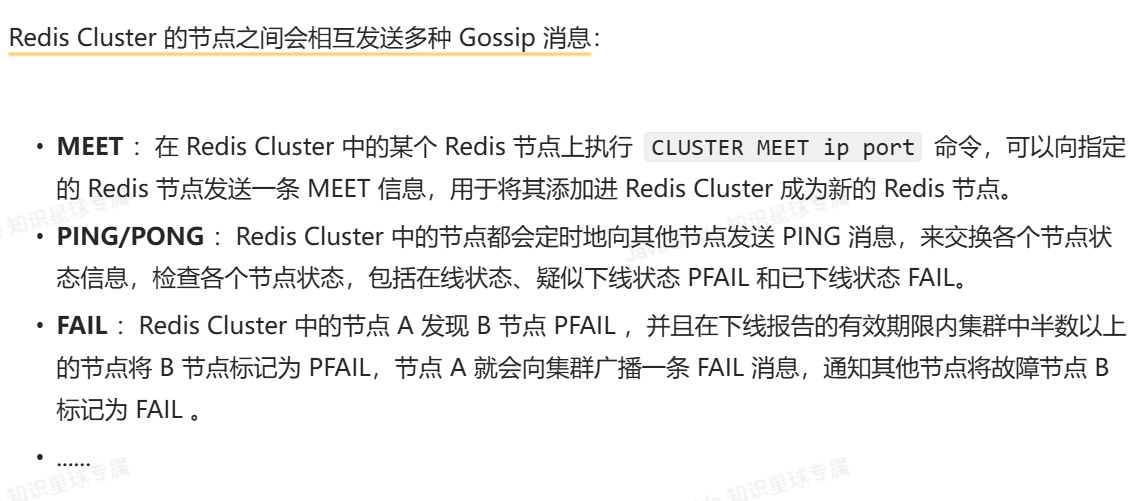 Redis Cluster 的节点之间会相互发送多种 Gossip 消息：
• MEET ：在 Redis Cluster 中的某个 Redis 节点上执行 CLUSTER MEET ip port 命令，可以向指定
的 Redis 节点发送一条 MEET 信息，用于将其添加进 Redis Cluster 成为新的 Redis 节点。
• PING/PONG ：Redis Cluster 中的节点都会定时地向其他节点发送 PING 消息，来交换各个节点状
态信息，检查各个节点状态，包括在线状态、疑似下线状态 PFAIL 和已下线状态 FAIL。
• FAIL ：Redis Cluster 中的节点 A 发现 B 节点 PFAIL ，并且在下线报告的有效期限内集群中半数以上
的节点将 B 节点标记为 PFAIL，节点 A 就会向集群广播一条 FAIL 消息，通知其他节点将故障节点 B
标记为 FAIL 。
• ......
知识星球专属
知识星球专属
知识星球专属
知识星球专属